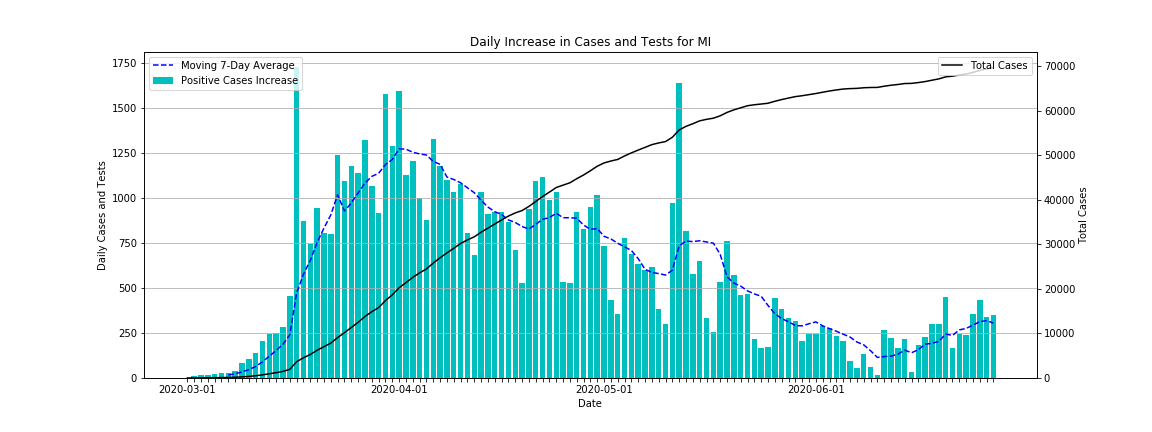 Daily Increase in Cases and Tests for MI
Moving 7-Day Average
Positive Cases Increase
Total Cases
Daily Cases and Tests
1750
1500
1250
1000
750
500
250
0
70000
60000
50000
40000
30000
20000
10000
0
Total Cases
2020-03-01
2020-04-01
2020-05-01
2020-06-01
Date